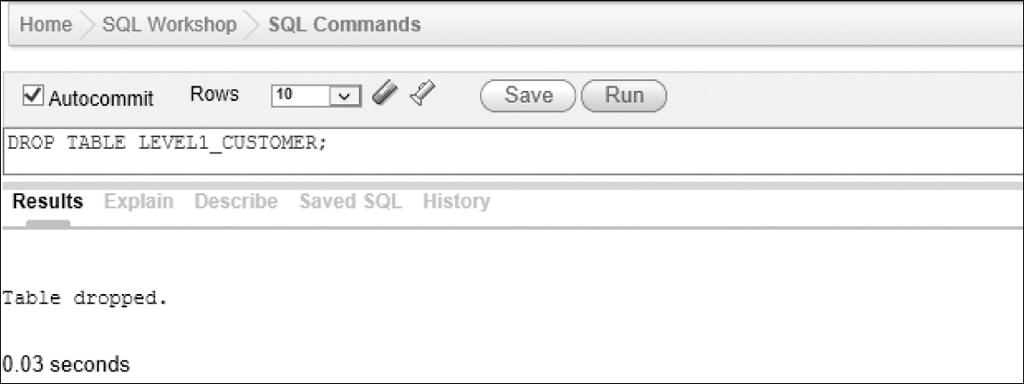 Home SQL Workshop SQL Commands
Autocommit Rows 10 Save Run
DROP TABLE LEVEL1_CUSTOMER;
Results Explain Describe Saved SQL History
Table dropped.
0.03 seconds